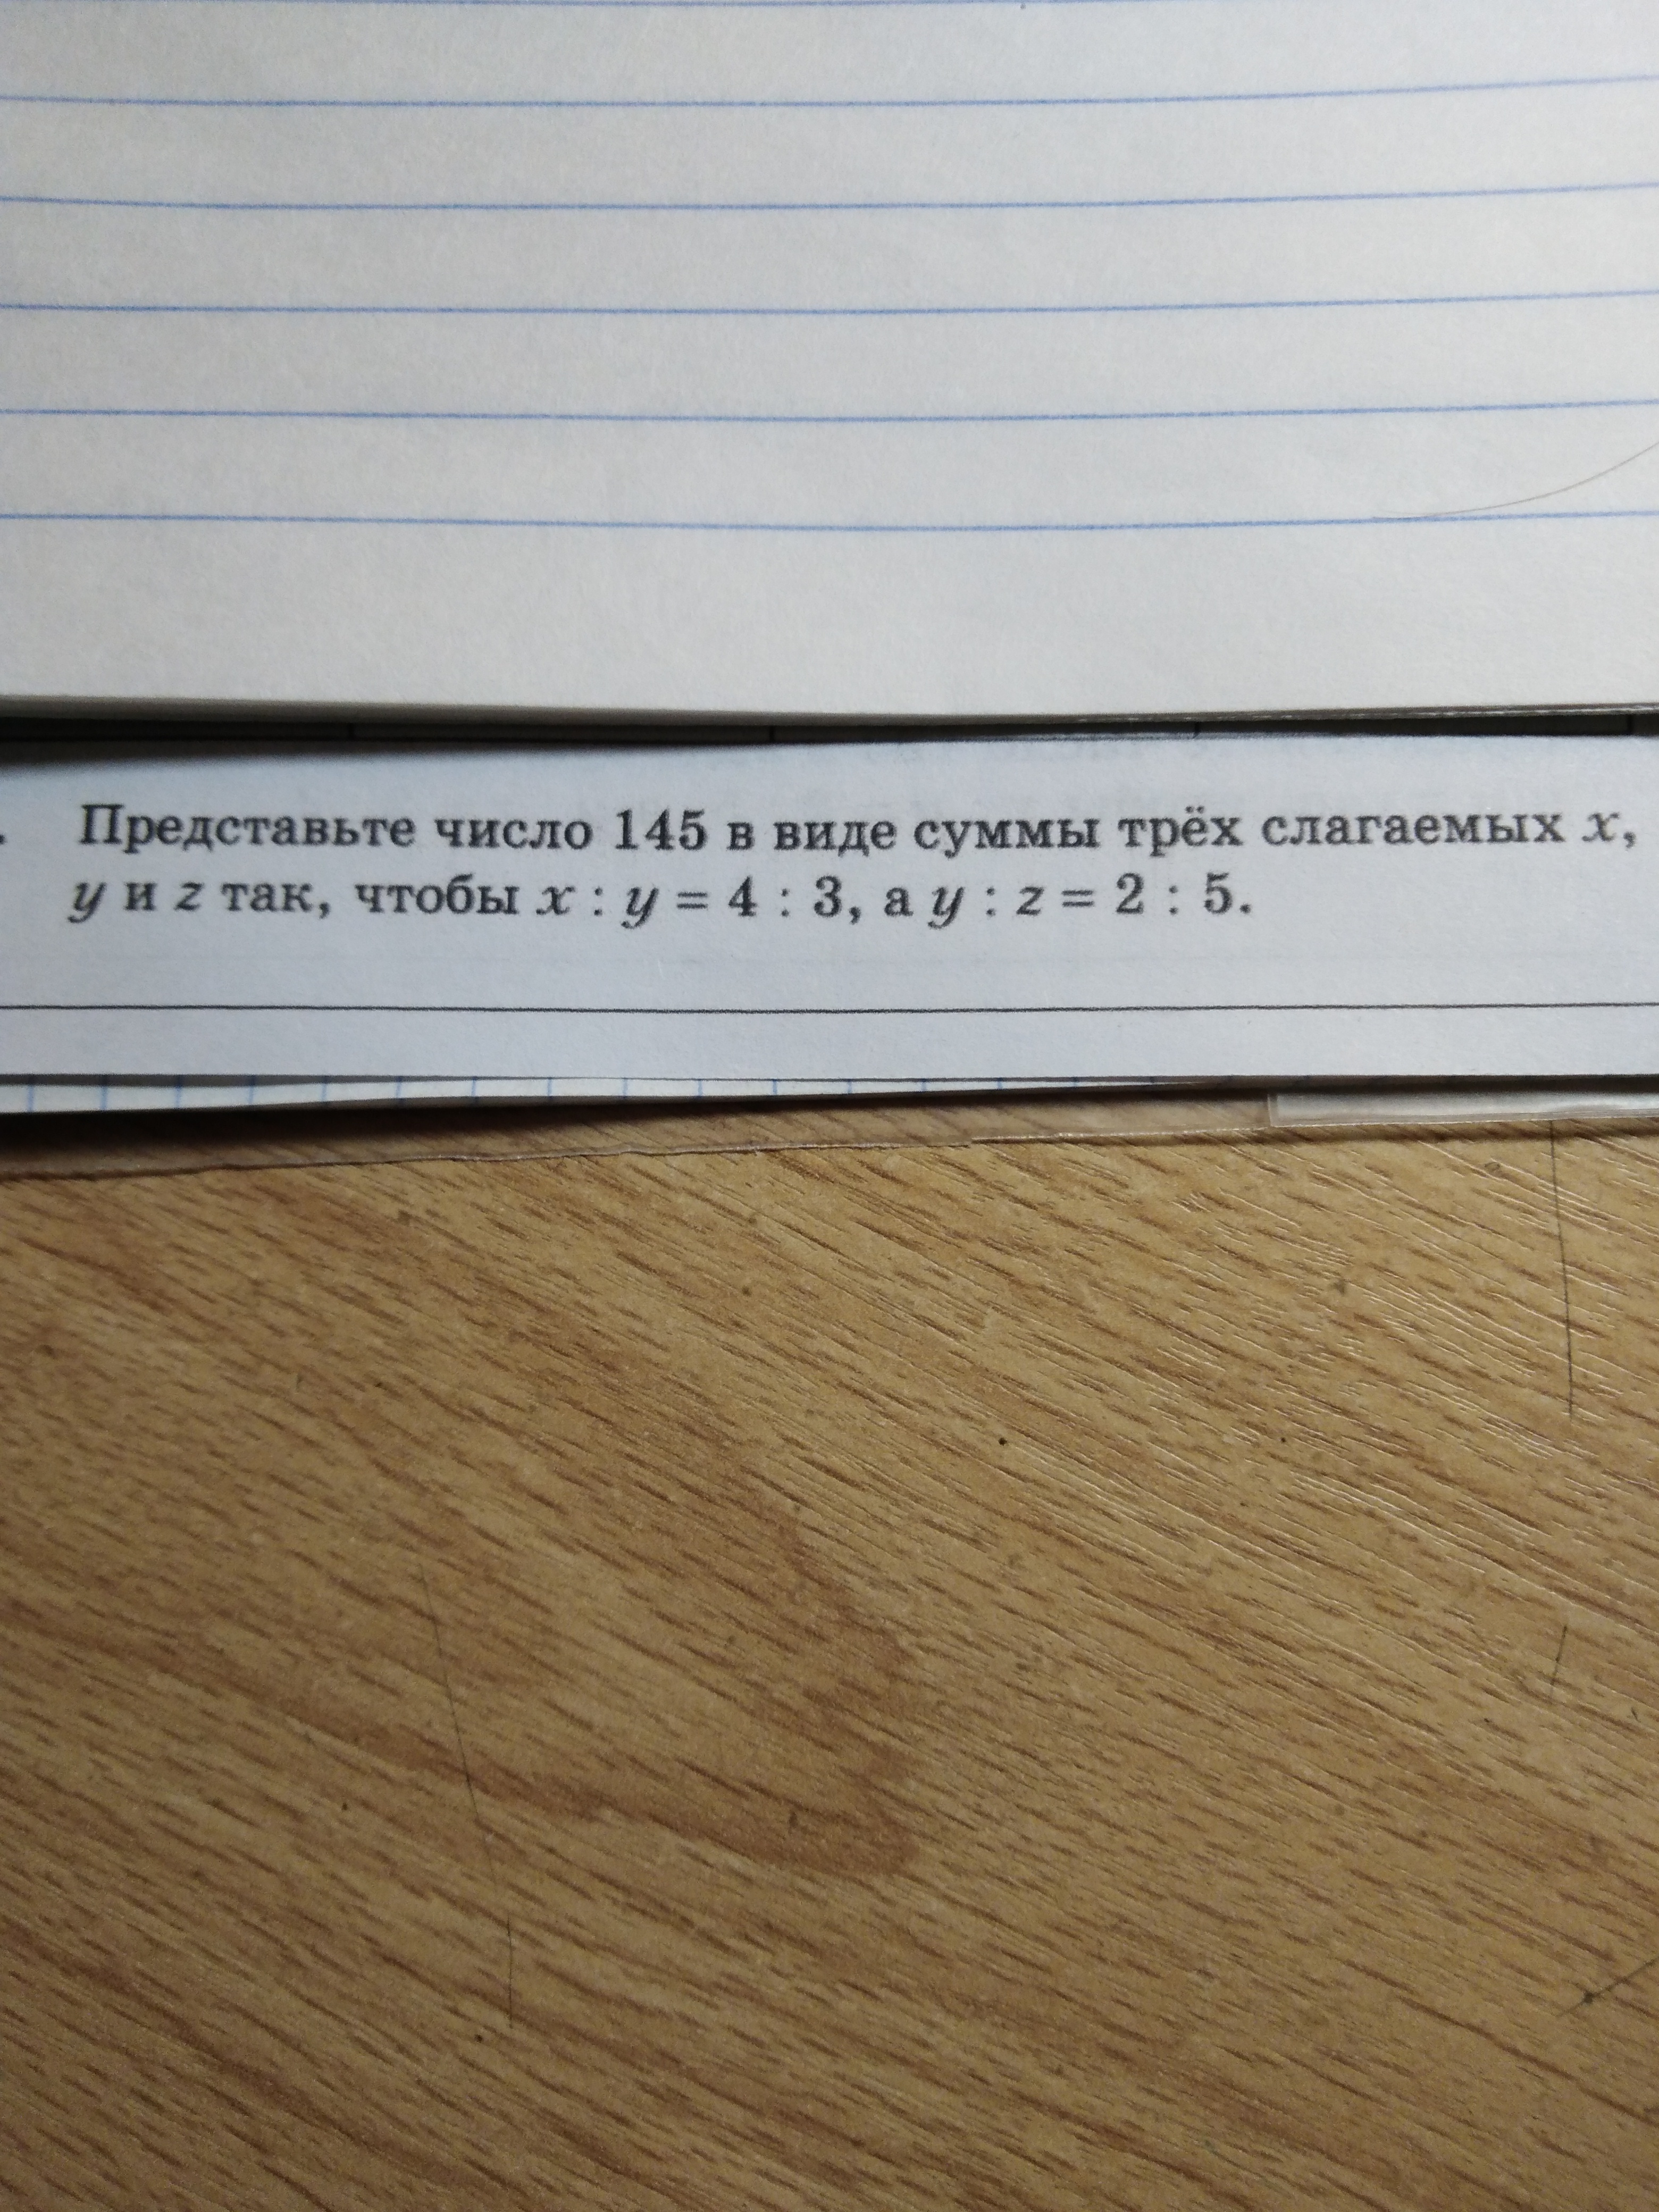 Представьте число 145 в виде суммы трёх слагаемых x,
y и z так, чтобы x : y = 4 : 3, а y : z = 2 : 5.